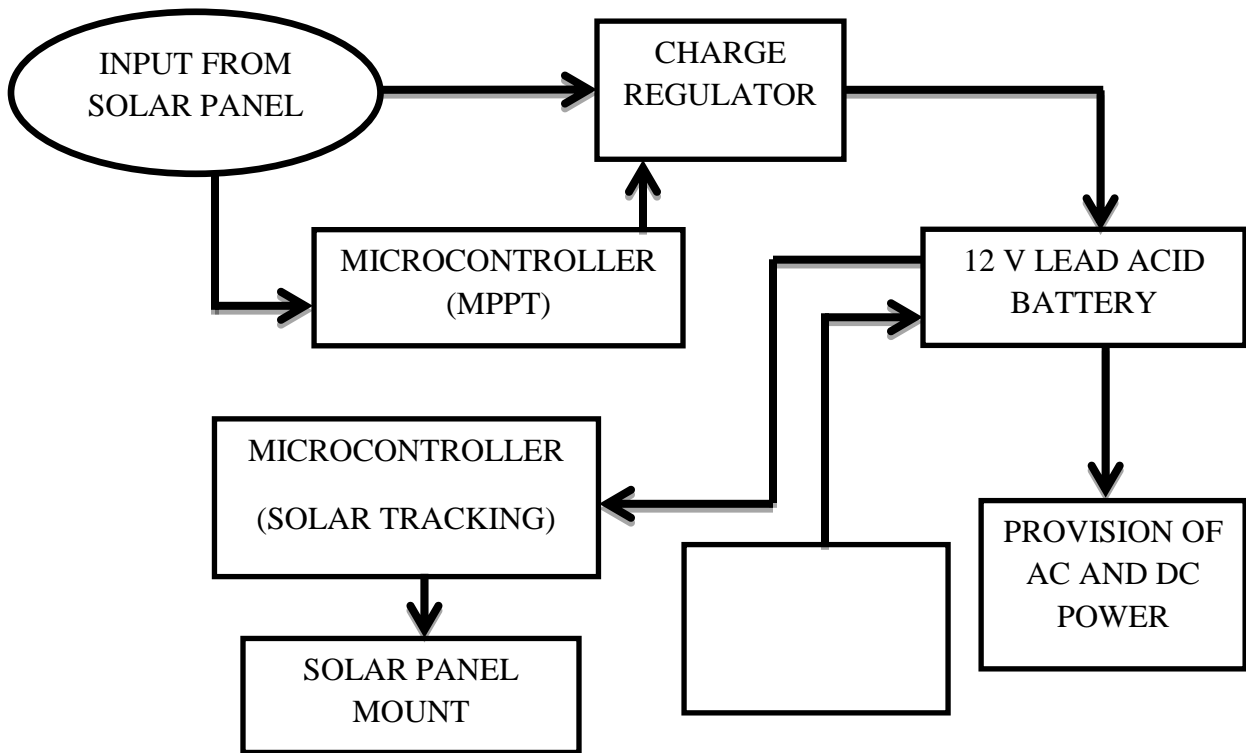 INPUT FROM
SOLAR PANEL
CHARGE
REGULATOR
MICROCONTROLLER
(MPPT)
12 V LEAD ACID
BATTERY
MICROCONTROLLER
(SOLAR TRACKING)
PROVISION OF
AC AND DC
POWER
SOLAR PANEL
MOUNT